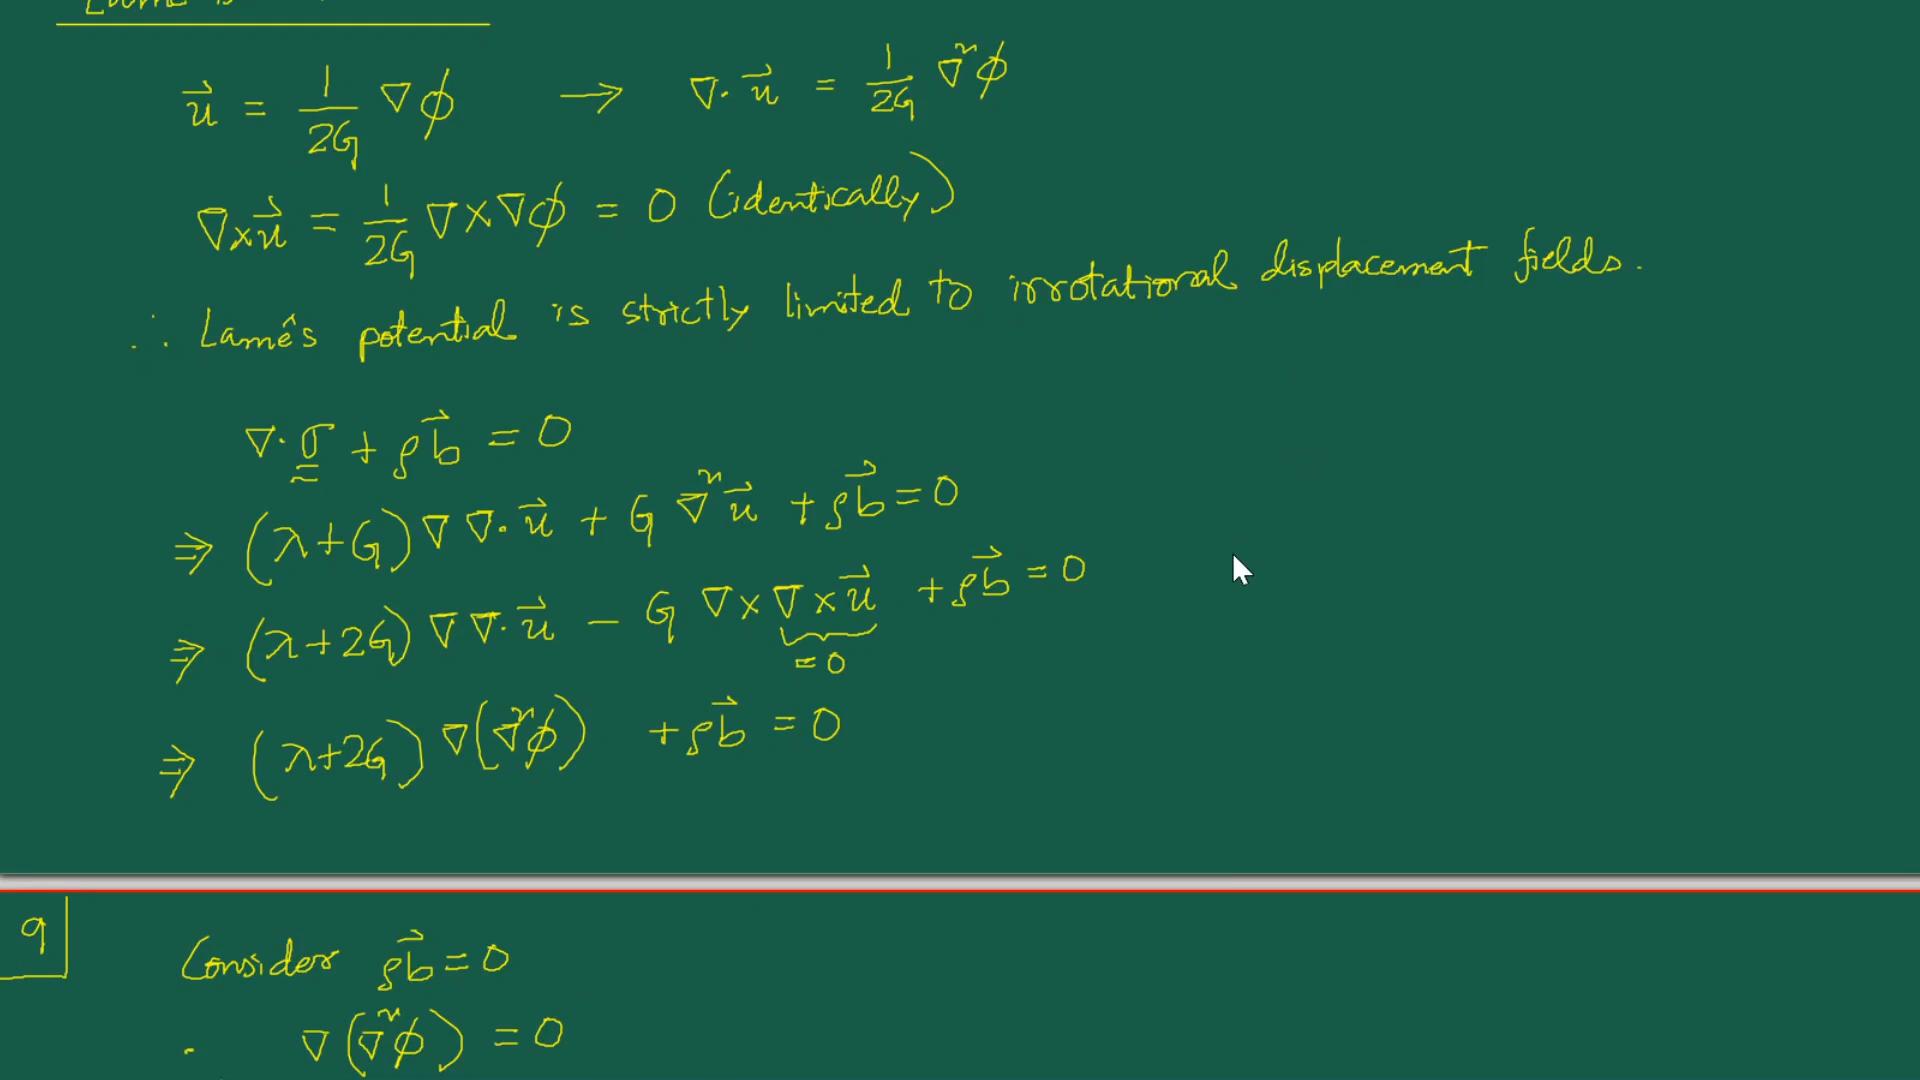 u⃗ = 1/2G ∇ϕ → ∇·u⃗ = 1/2G ∇²ϕ
∇×u⃗ = 1/2G ∇×∇ϕ = 0 (identically)
∴ Lamê's potential is strictly limited to irrotational displacement fields.
∇·σ + ρb⃗ = 0
⇒ (λ+G)∇∇·u⃗ + G∇²u⃗ + ρb⃗ = 0
⇒ (λ+2G)∇∇·u⃗ − G∇×∇×u⃗ + ρb⃗ = 0
= 0
⇒ (λ+2G)∇(∇²ϕ) + ρb⃗ = 0
9
Consider ρb⃗ = 0
∇(∇²ϕ) = 0